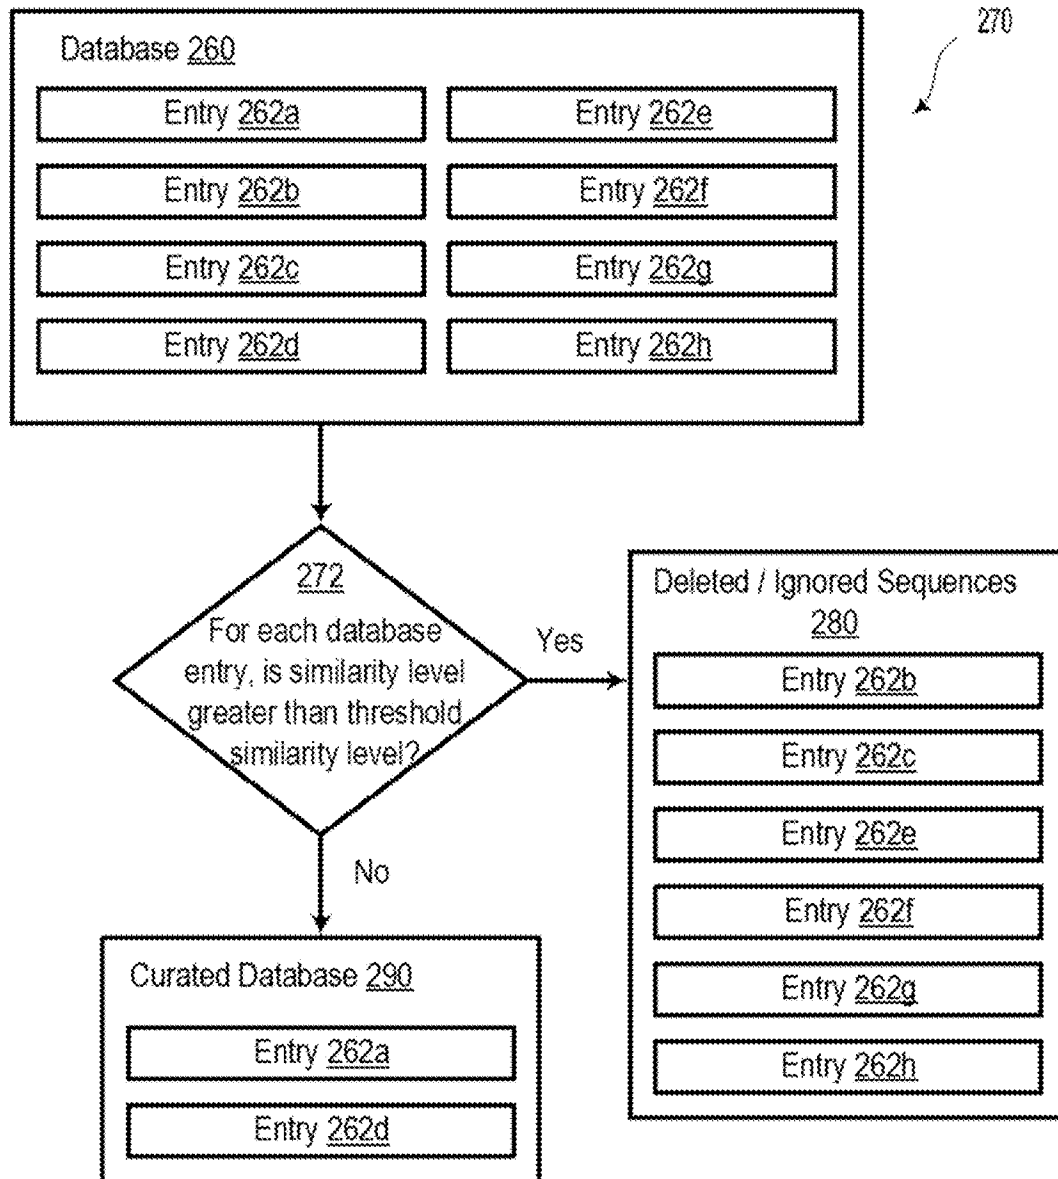 270
Database 260
Entry 262a
Entry 262e
Entry 262b
Entry 262f
Entry 262c
Entry 262g
Entry 262d
Entry 262h
272
For each database
entry, is similarity level
greater than threshold
similarity level?
Yes
No
Deleted / Ignored Sequences
280
Entry 262b
Entry 262c
Entry 262e
Entry 262f
Entry 262g
Entry 262h
Curated Database 290
Entry 262a
Entry 262d